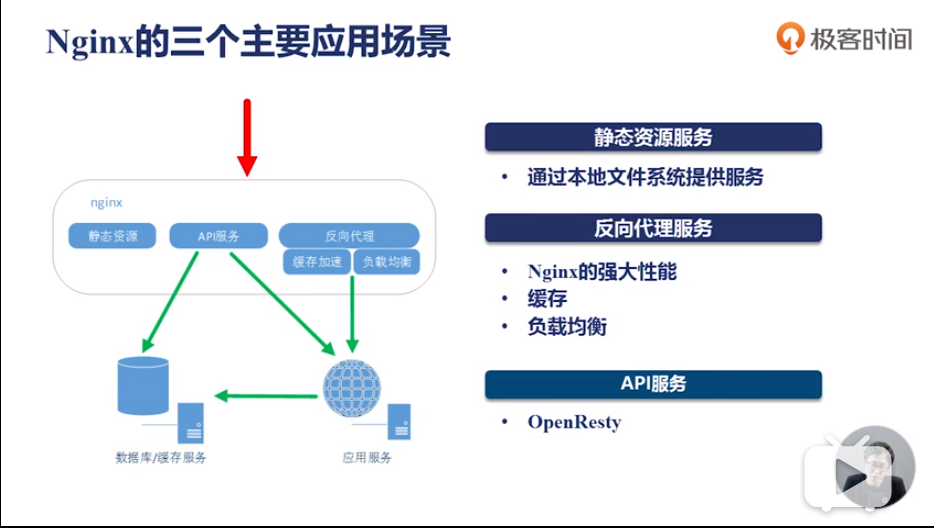 Nginx的三个主要应用场景
极客时间
nginx
静态资源
API服务
反向代理
缓存加速
负载均衡
数据库/缓存服务
应用服务
静态资源服务
• 通过本地文件系统提供服务
反向代理服务
• Nginx的强大性能
• 缓存
• 负载均衡
API服务
• OpenResty